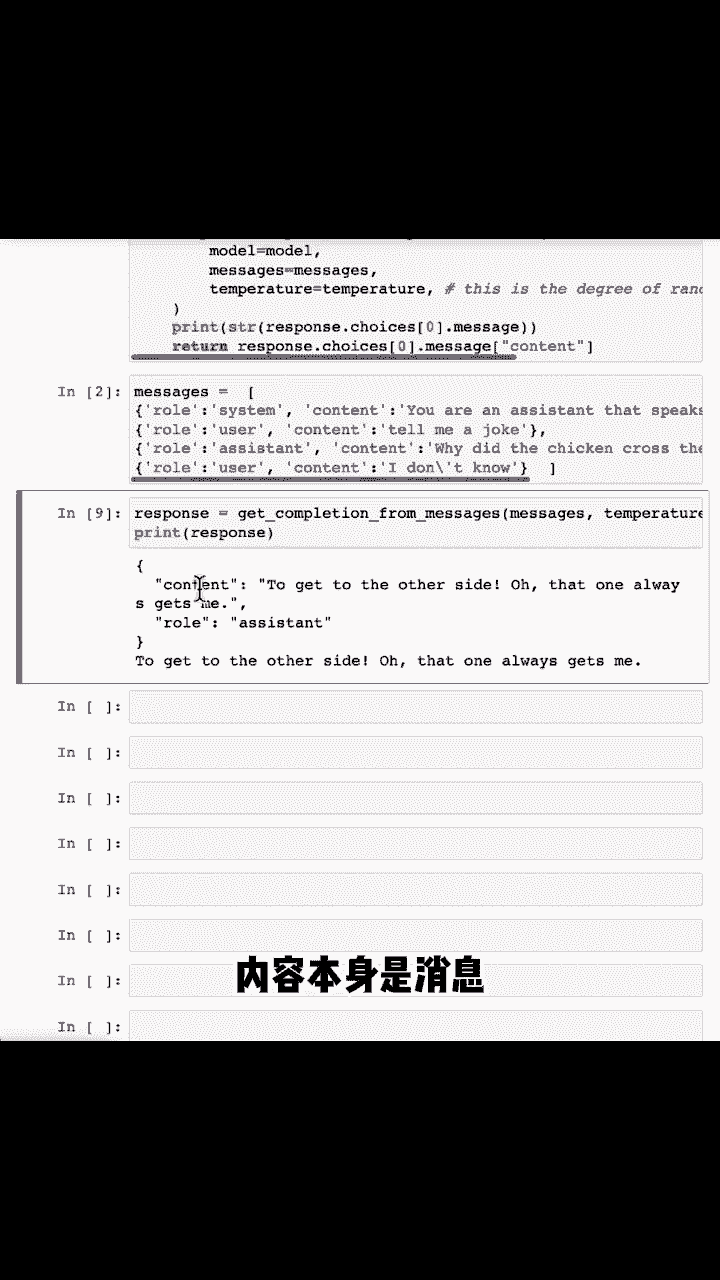 model=model,
messages=messages,
temperature=temperature, # this is the degree of
)
print(str(response.choices[0].message))
return response.choices[0].message["content"]
In [2]: messages =  [
{'role':'system', 'content':'You are an assistant that speaks
{'role':'user', 'content':'tell me a joke'},
{'role':'assistant', 'content':'Why did the chicken cross the
{'role':'user', 'content':'I don\'t know'}  ]
In [9]: response = get_completion_from_messages(messages, temperature
print(response)
{
"content": "To get to the other side! Oh, that one alway
s gets me.",
"role": "assistant"
}
To get to the other side! Oh, that one always gets me.
In [ ]:
In [ ]:
In [ ]:
In [ ]:
In [ ]:
In [ ]:
内容本身是消息
In [ ]:
In [ ]: